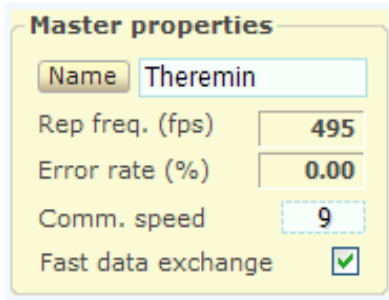 Master properties
Name Theremin
Rep freq. (fps) 495
Error rate (%) 0.00
Comm. speed 9
Fast data exchange